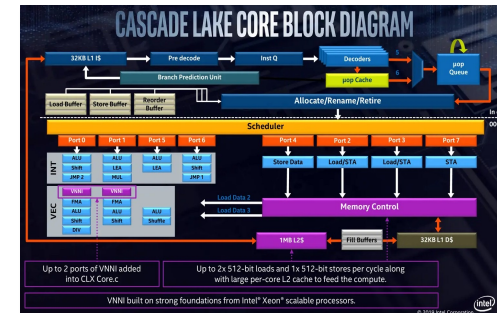 CASCADE LAKE CORE BLOCK DIAGRAM
32KB L1 I$
Pre decode
Inst Q
Decoders
5
μop
Queue
Branch Prediction Unit
μop Cache
6
Load Buffer
Store Buffer
Reorder
Buffer
Allocate/Rename/Retire
In
Scheduler
OO
Port 0
Port 1
Port 5
Port 6
Port 4
Port 2
Port 3
Port 7
INT
ALU
ALU
ALU
ALU
Shift
LEA
LEA
Shift
JMP 2
MUL
JMP 1
Store Data
Load/STA
Load/STA
STA
VEC
VNNI
VNNI
FMA
FMA
ALU
ALU
ALU
Shift
Shift
Shuffle
DIV
Load Data 2
Load Data 3
Memory Control
1MB L2$
Fill Buffers
32KB L1 D$
Up to 2 ports of VNNI added
into CLX Core.c
Up to 2x 512-bit loads and 1x 512-bit stores per cycle along
with large per-core L2 cache to feed the compute.
VNNI built on strong foundations from Intel® Xeon® scalable processors.
intel
© 2019 Intel Corporation